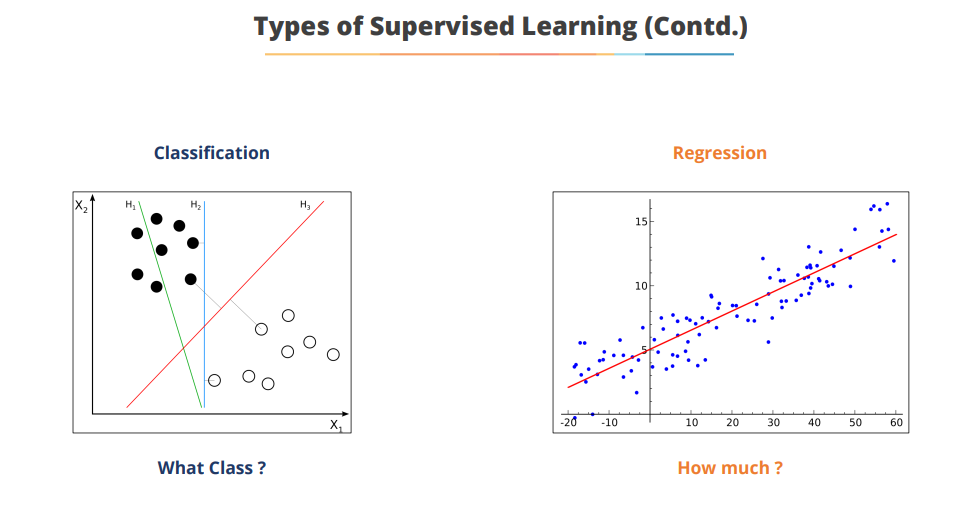 Types of Supervised Learning (Contd.)
Classification
Regression
X2
H1 H2 H3
X1
15
10
5
-20 -10 10 20 30 40 50 60
What Class ?
How much ?